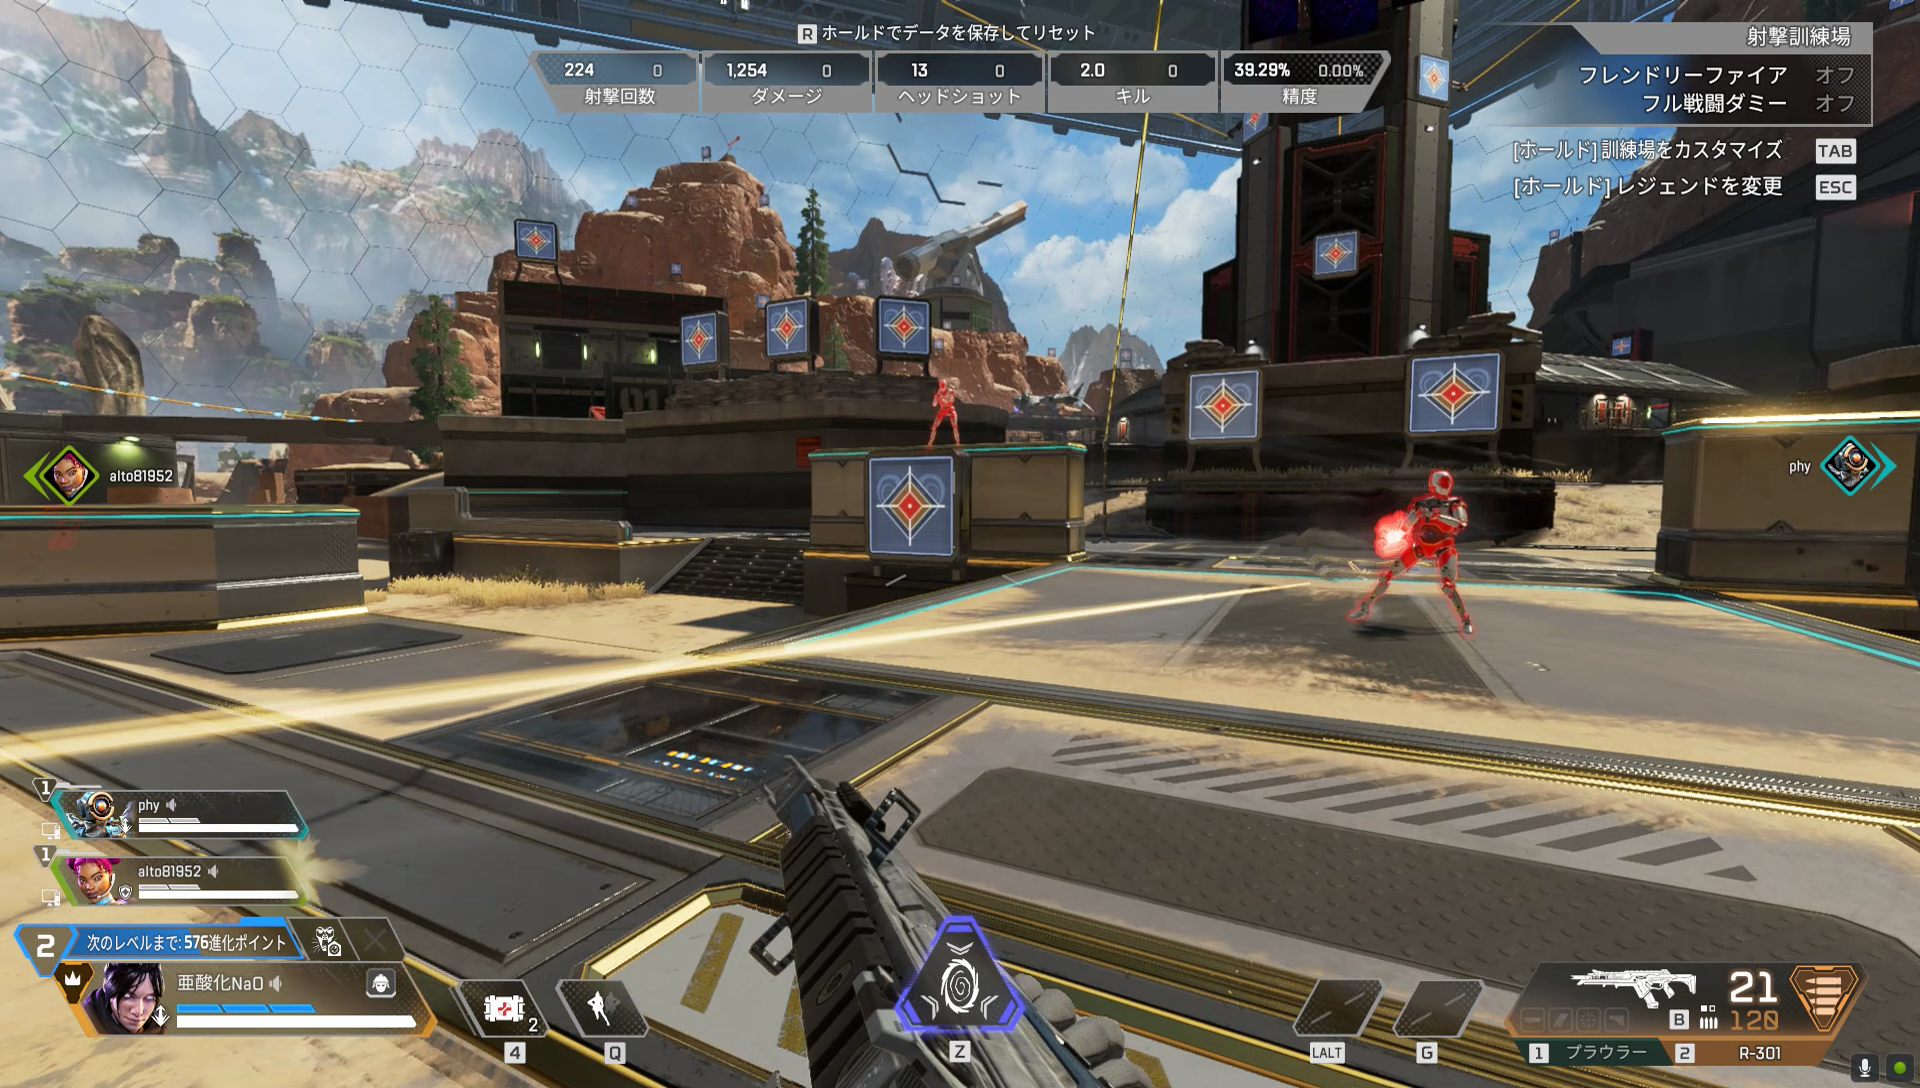 R ホールドでデータを保存してリセット
224 0 1,254 0 13 0 2.0 0 39.29% 0.00%
射撃回数 ダメージ ヘッドショット キル 精度
射撃訓練場
フレンドリーファイア オフ
フル戦闘ダミー オフ
[ホールド]訓練場をカスタマイズ TAB
[ホールド]レジェンドを変更 ESC
01
alto81952
phy
1
phy
1
alto81952
2 次のレベルまで:576進化ポイント
亜酸化NaO
2
4 Q Z LALT G
21
B 120
1 プラウラー 2 R-301